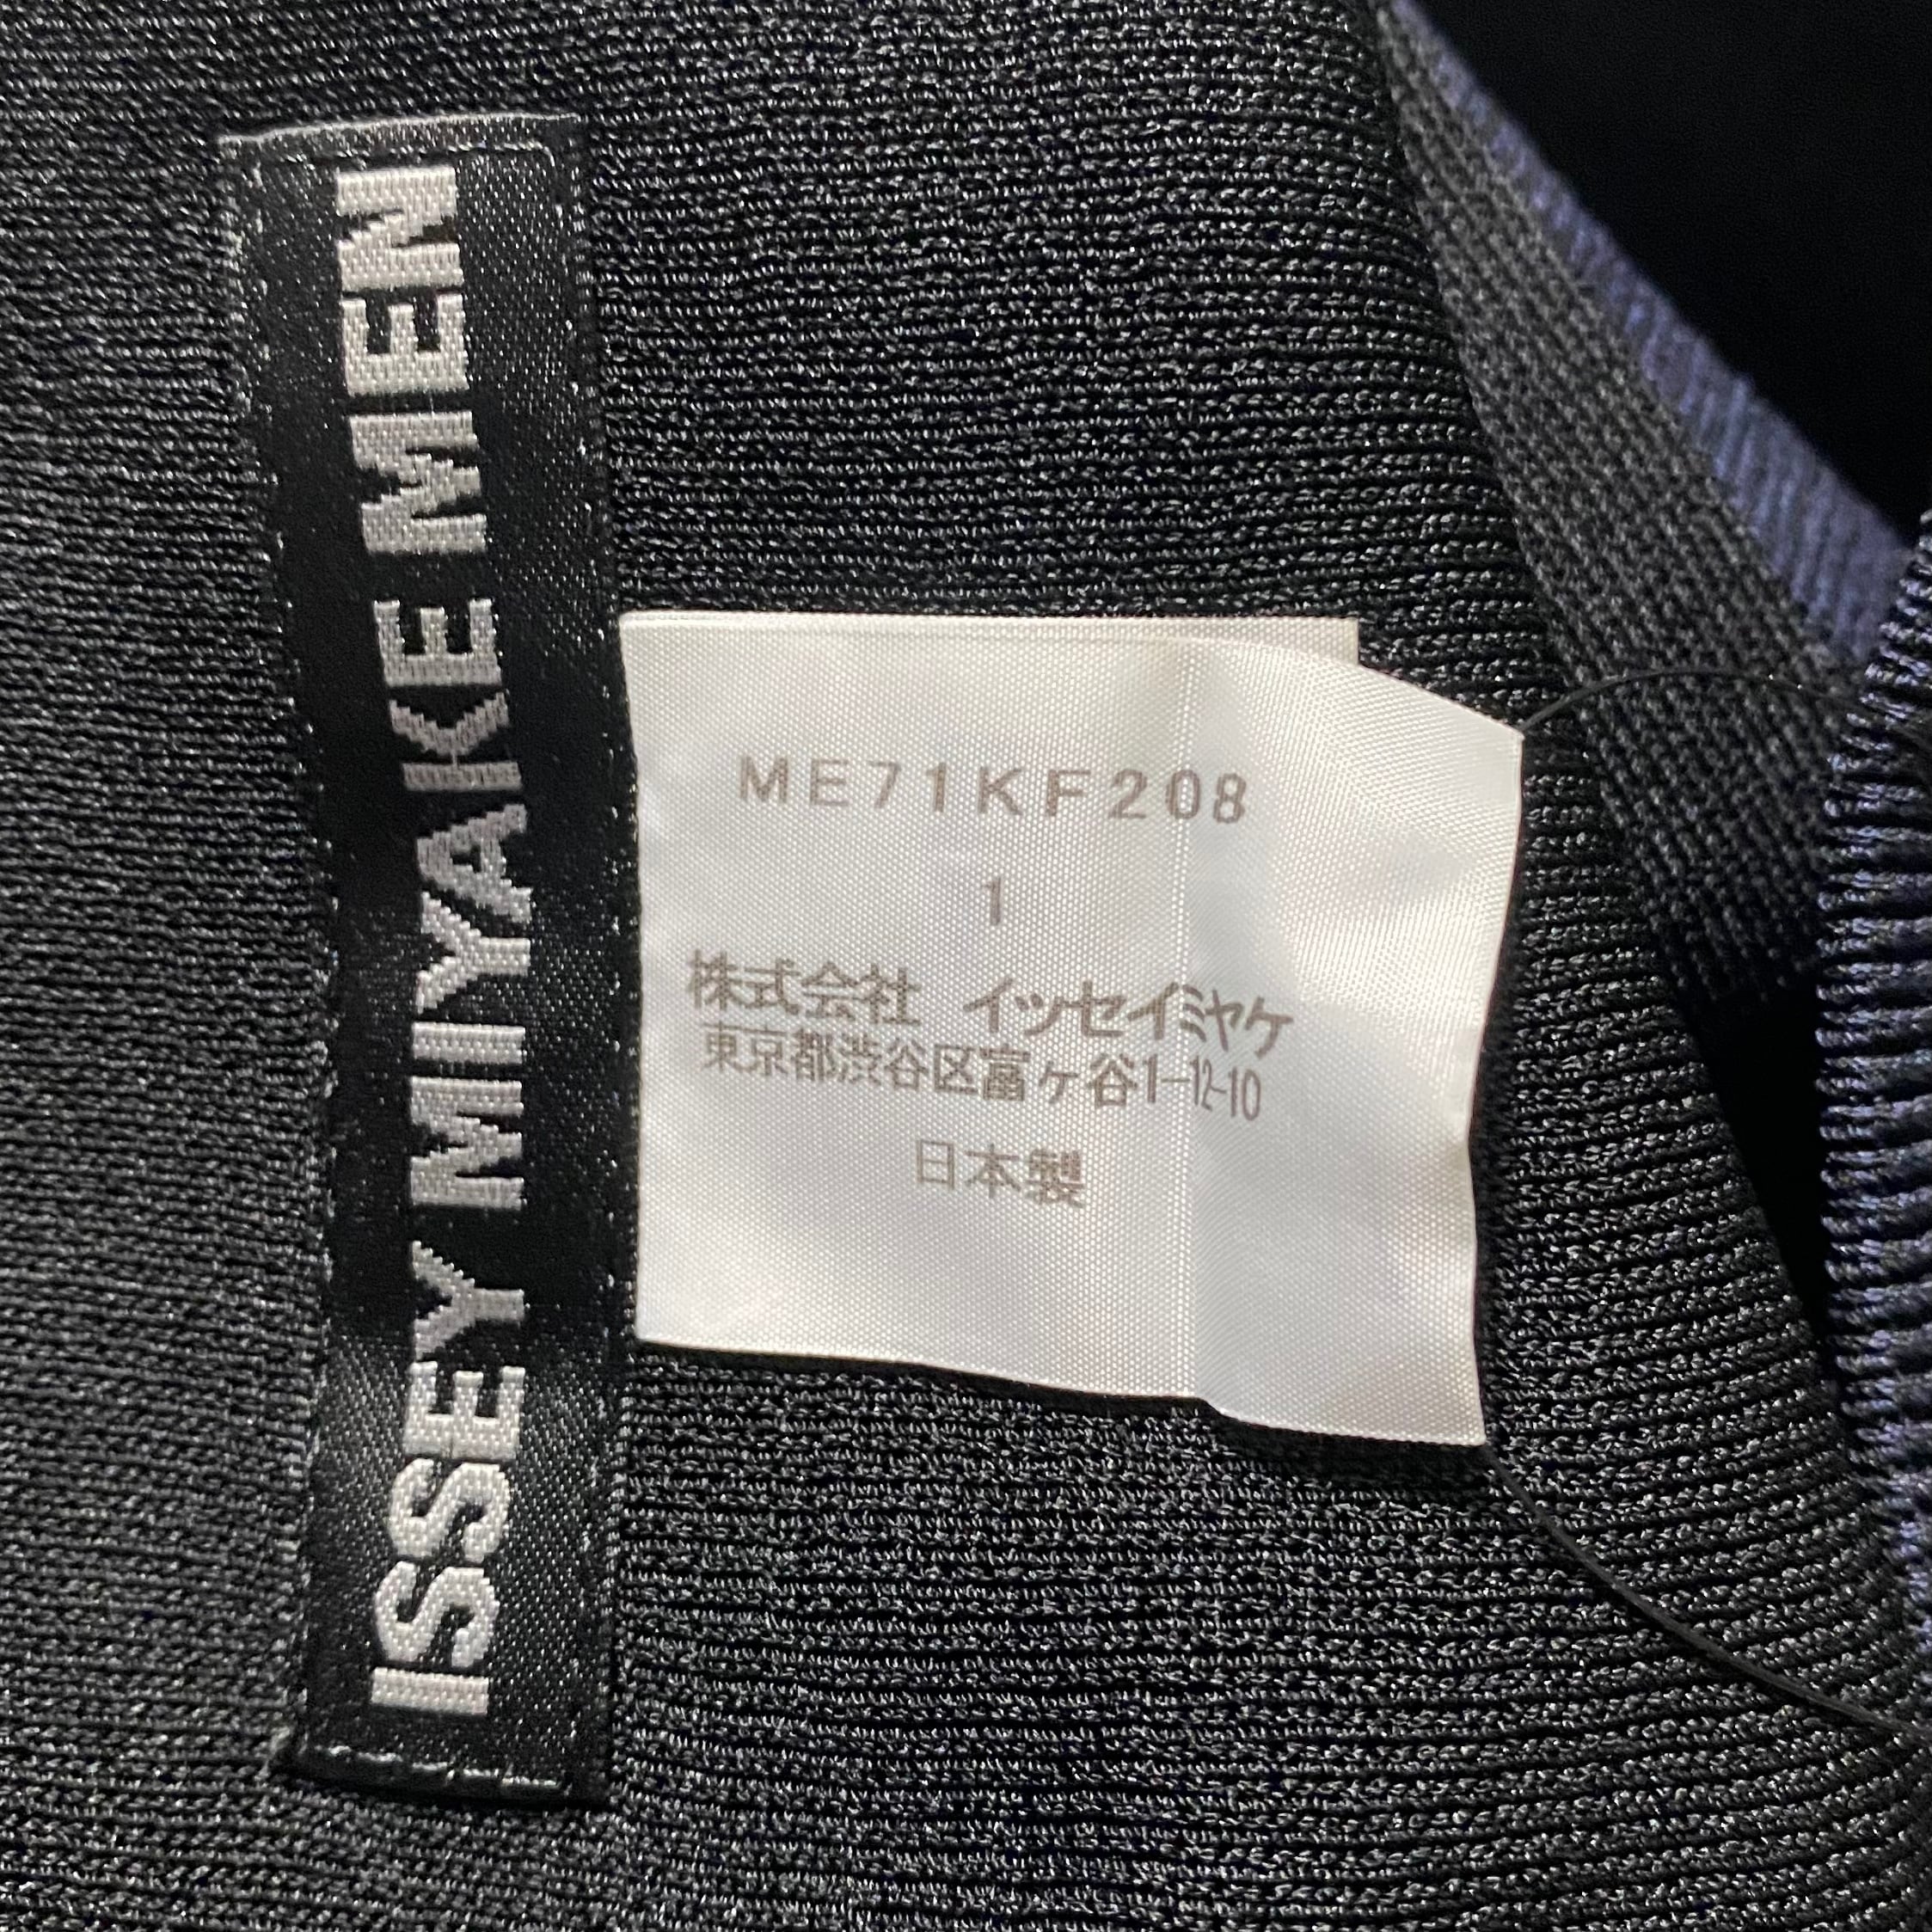 ISSEY MIYAKE MEN
ME71KF208
1
株式会社 イッセイミヤケ
東京都渋谷区富ヶ谷1-12-10
日本製